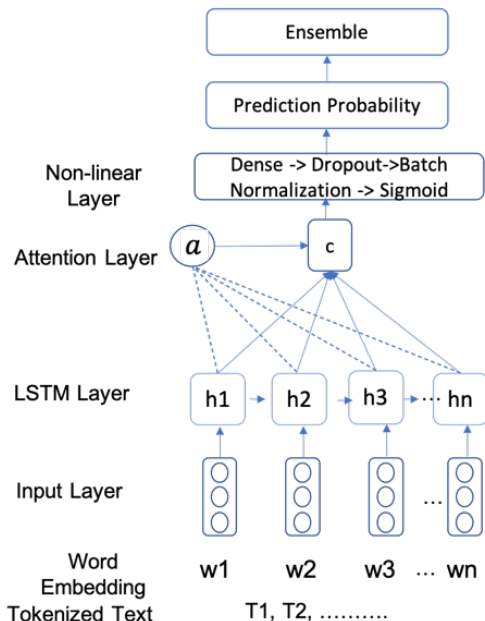 Ensemble
Prediction Probability
Non-linear
Layer
Dense -> Dropout->Batch
Normalization -> Sigmoid
Attention Layer
a
c
LSTM Layer
h1
h2
h3
...
hn
Input Layer
...
Word
Embedding
w1 w2 w3 ... wn
Tokenized Text
T1, T2, ……….